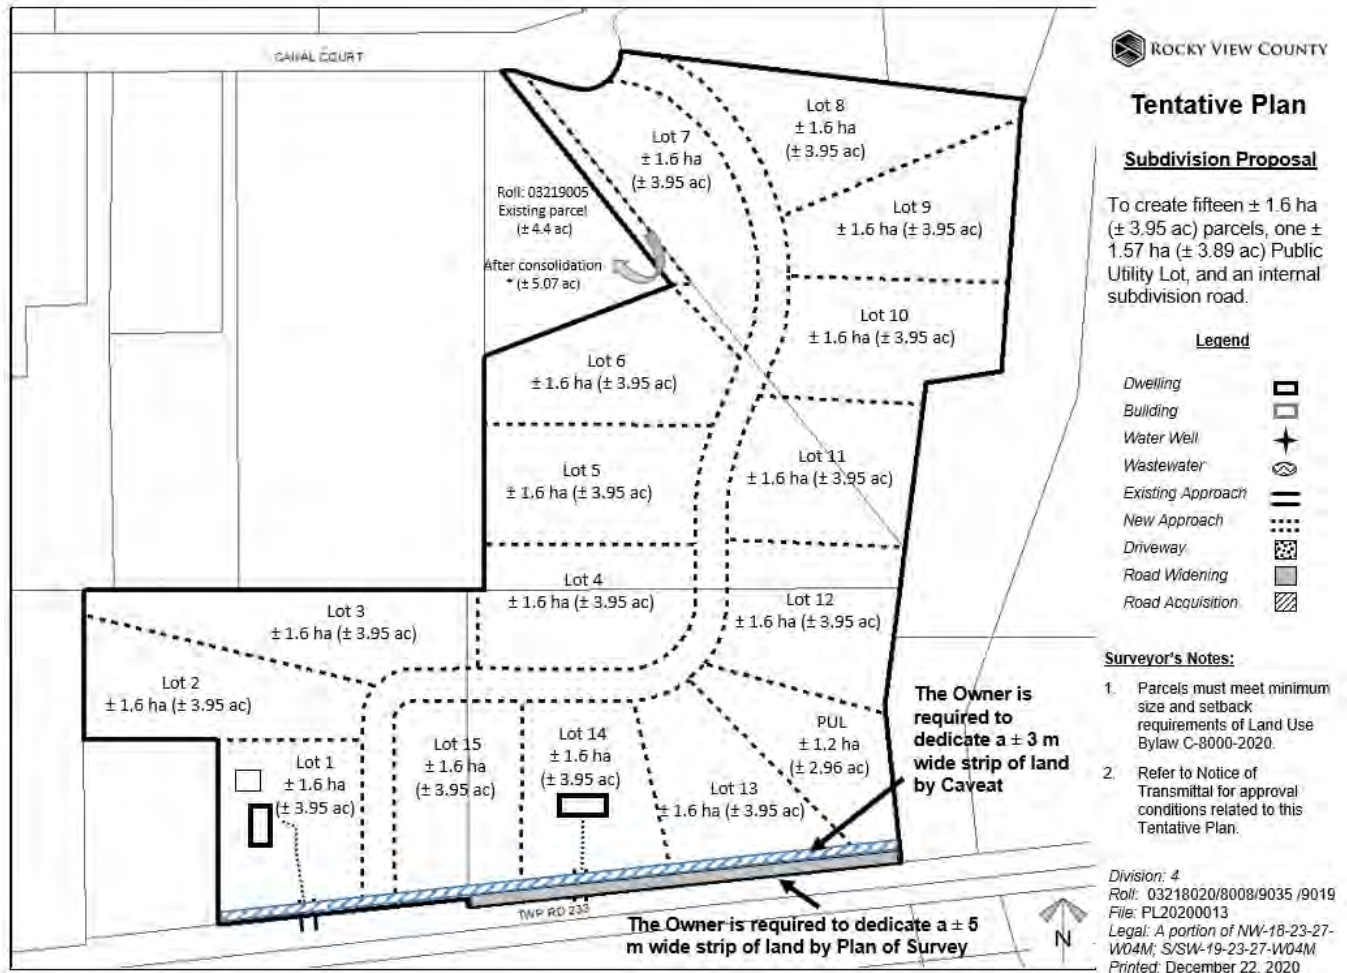 CANAL COURT
Lot 8
± 1.6 ha
(± 3.95 ac)
Lot 7
± 1.6 ha
(± 3.95 ac)
Roll: 03219005
Existing parcel
(± 4.4 ac)
Lot 9
± 1.6 ha (± 3.95 ac)
After consolidation
(± 5.07 ac)
Lot 10
± 1.6 ha (± 3.95 ac)
Lot 6
± 1.6 ha (± 3.95 ac)
Lot 5
± 1.6 ha (± 3.95 ac)
Lot 11
± 1.6 ha (± 3.95 ac)
Lot 4
± 1.6 ha (± 3.95 ac)
Lot 12
± 1.6 ha (± 3.95 ac)
Lot 3
± 1.6 ha (± 3.95 ac)
Lot 2
± 1.6 ha (± 3.95 ac)
Lot 1
± 1.6 ha
(± 3.95 ac)
Lot 15
± 1.6 ha
(± 3.95 ac)
Lot 14
± 1.6 ha
(± 3.95 ac)
Lot 13
± 1.6 ha (± 3.95 ac)
PUL
± 1.2 ha
(± 2.96 ac)
The Owner is
required to
dedicate a ± 3 m
wide strip of land
by Caveat
TWP RD 233
The Owner is required to dedicate a ± 5
m wide strip of land by Plan of Survey
N
ROCKY VIEW COUNTY
Tentative Plan
Subdivision Proposal
To create fifteen ± 1.6 ha
(± 3.95 ac) parcels, one ±
1.57 ha (± 3.89 ac) Public
Utility Lot, and an internal
subdivision road.
Legend
Dwelling
Building
Water Well
Wastewater
Existing Approach
New Approach
Driveway
Road Widening
Road Acquisition
Surveyor's Notes:
1. Parcels must meet minimum
size and setback
requirements of Land Use
Bylaw C-8000-2020.
2. Refer to Notice of
Transmittal for approval
conditions related to this
Tentative Plan.
Division: 4
Roll: 03218020/8008/9035 /9019
File: PL20200013
Legal: A portion of NW-18-23-27-
W04M; S/SW-19-23-27-W04M
Printed: December 22, 2020